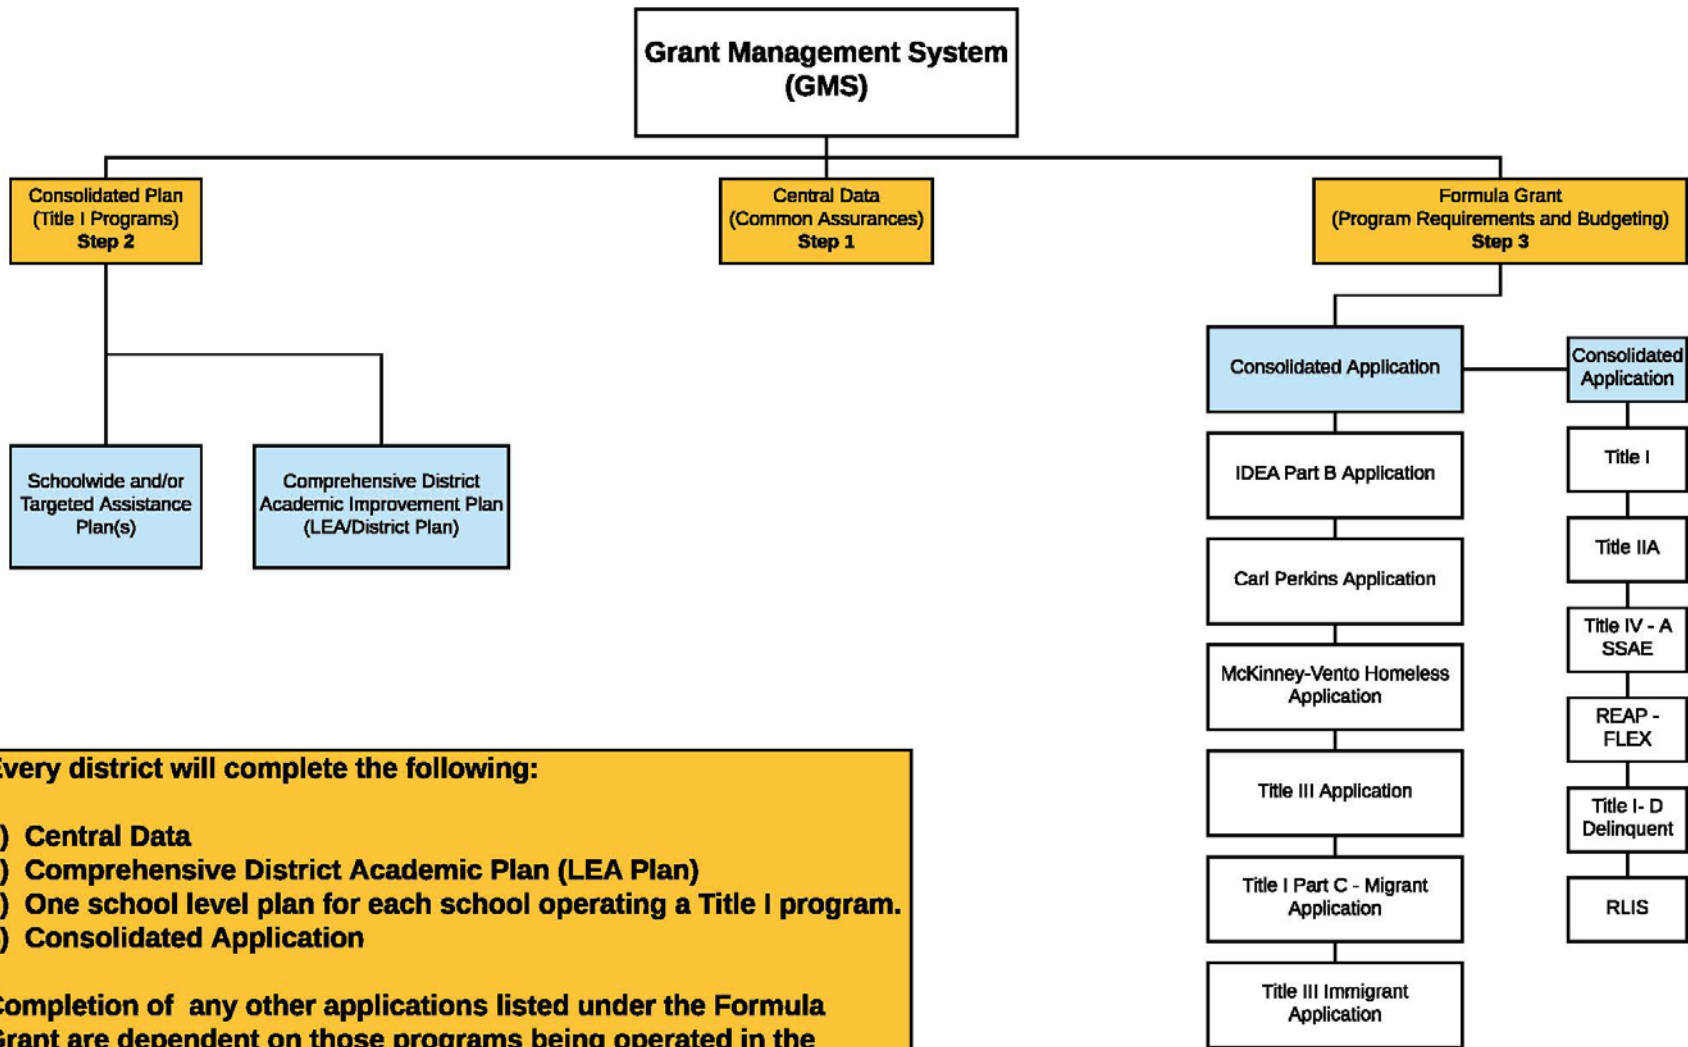 Grant Management System
(GMS)
Consolidated Plan
(Title I Programs)
Step 2
Central Data
(Common Assurances)
Step 1
Formula Grant
(Program Requirements and Budgeting)
Step 3
Schoolwide and/or
Targeted Assistance
Plan(s)
Comprehensive District
Academic Improvement Plan
(LEA/District Plan)
Consolidated Application
IDEA Part B Application
Carl Perkins Application
McKinney-Vento Homeless
Application
Title III Application
Title I Part C - Migrant
Application
Title III Immigrant
Application
Consolidated
Application
Title I
Title IIA
Title IV - A
SSAE
REAP -
FLEX
Title I- D
Delinquent
RLIS
Every district will complete the following:
) Central Data
) Comprehensive District Academic Plan (LEA Plan)
) One school level plan for each school operating a Title I program.
) Consolidated Application
Completion of any other applications listed under the Formula
Grant are dependent on those programs being operated in the